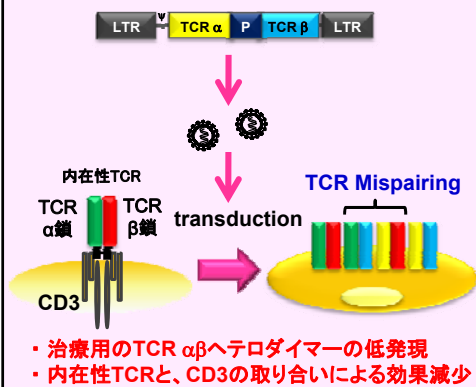 LTR ψ TCR α P TCR β LTR
内在性TCR
TCR
α鎖
TCR
β鎖
CD3
transduction
TCR Mispairing
・治療用のTCR αβヘテロダイマーの低発現
・内在性TCRと、CD3の取り合いによる効果減少